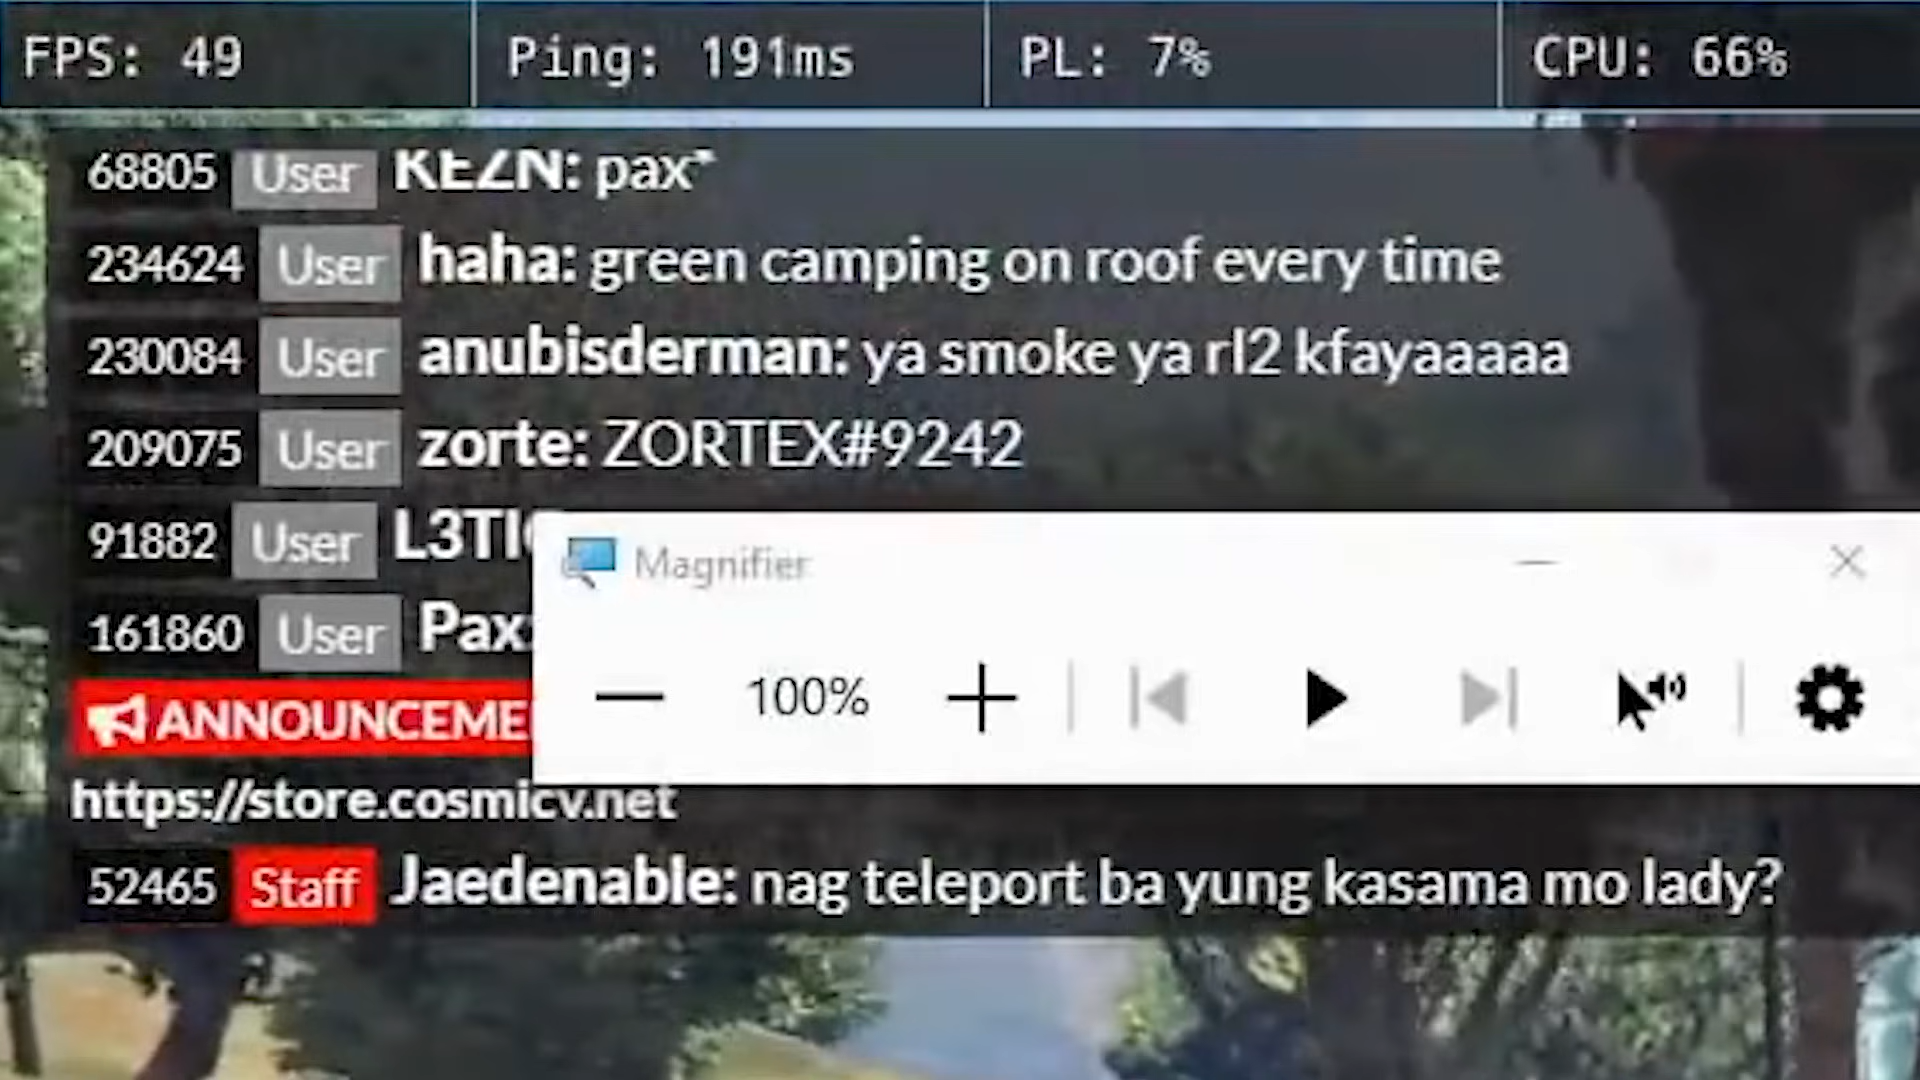 FPS: 49 Ping: 191ms PL: 7% CPU: 66%
68805 User KEZN: pax*
234624 User haha: green camping on roof every time
230084 User anubisderman: ya smoke ya rl2 kfayaaaaa
209075 User zorte: ZORTEX#9242
91882 User
Magnifier
161860 User Pax:
100%
ANNOUNCEME
https://store.cosmicv.net
52465 Staff Jaedenable: nag teleport ba yung kasama mo lady?